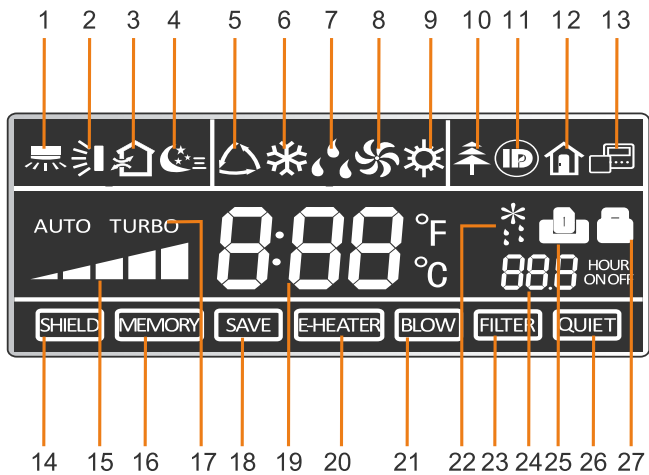 1 2 3 4 5 6 7 8 9 10 11 12 13
AUTO TURBO
8:88 °F
°C
88.8 HOUR
ON OFF
SHIELD MEMORY SAVE E-HEATER BLOW FILTER QUIET
14 15 16 17 18 19 20 21 22 23 24 25 26 27